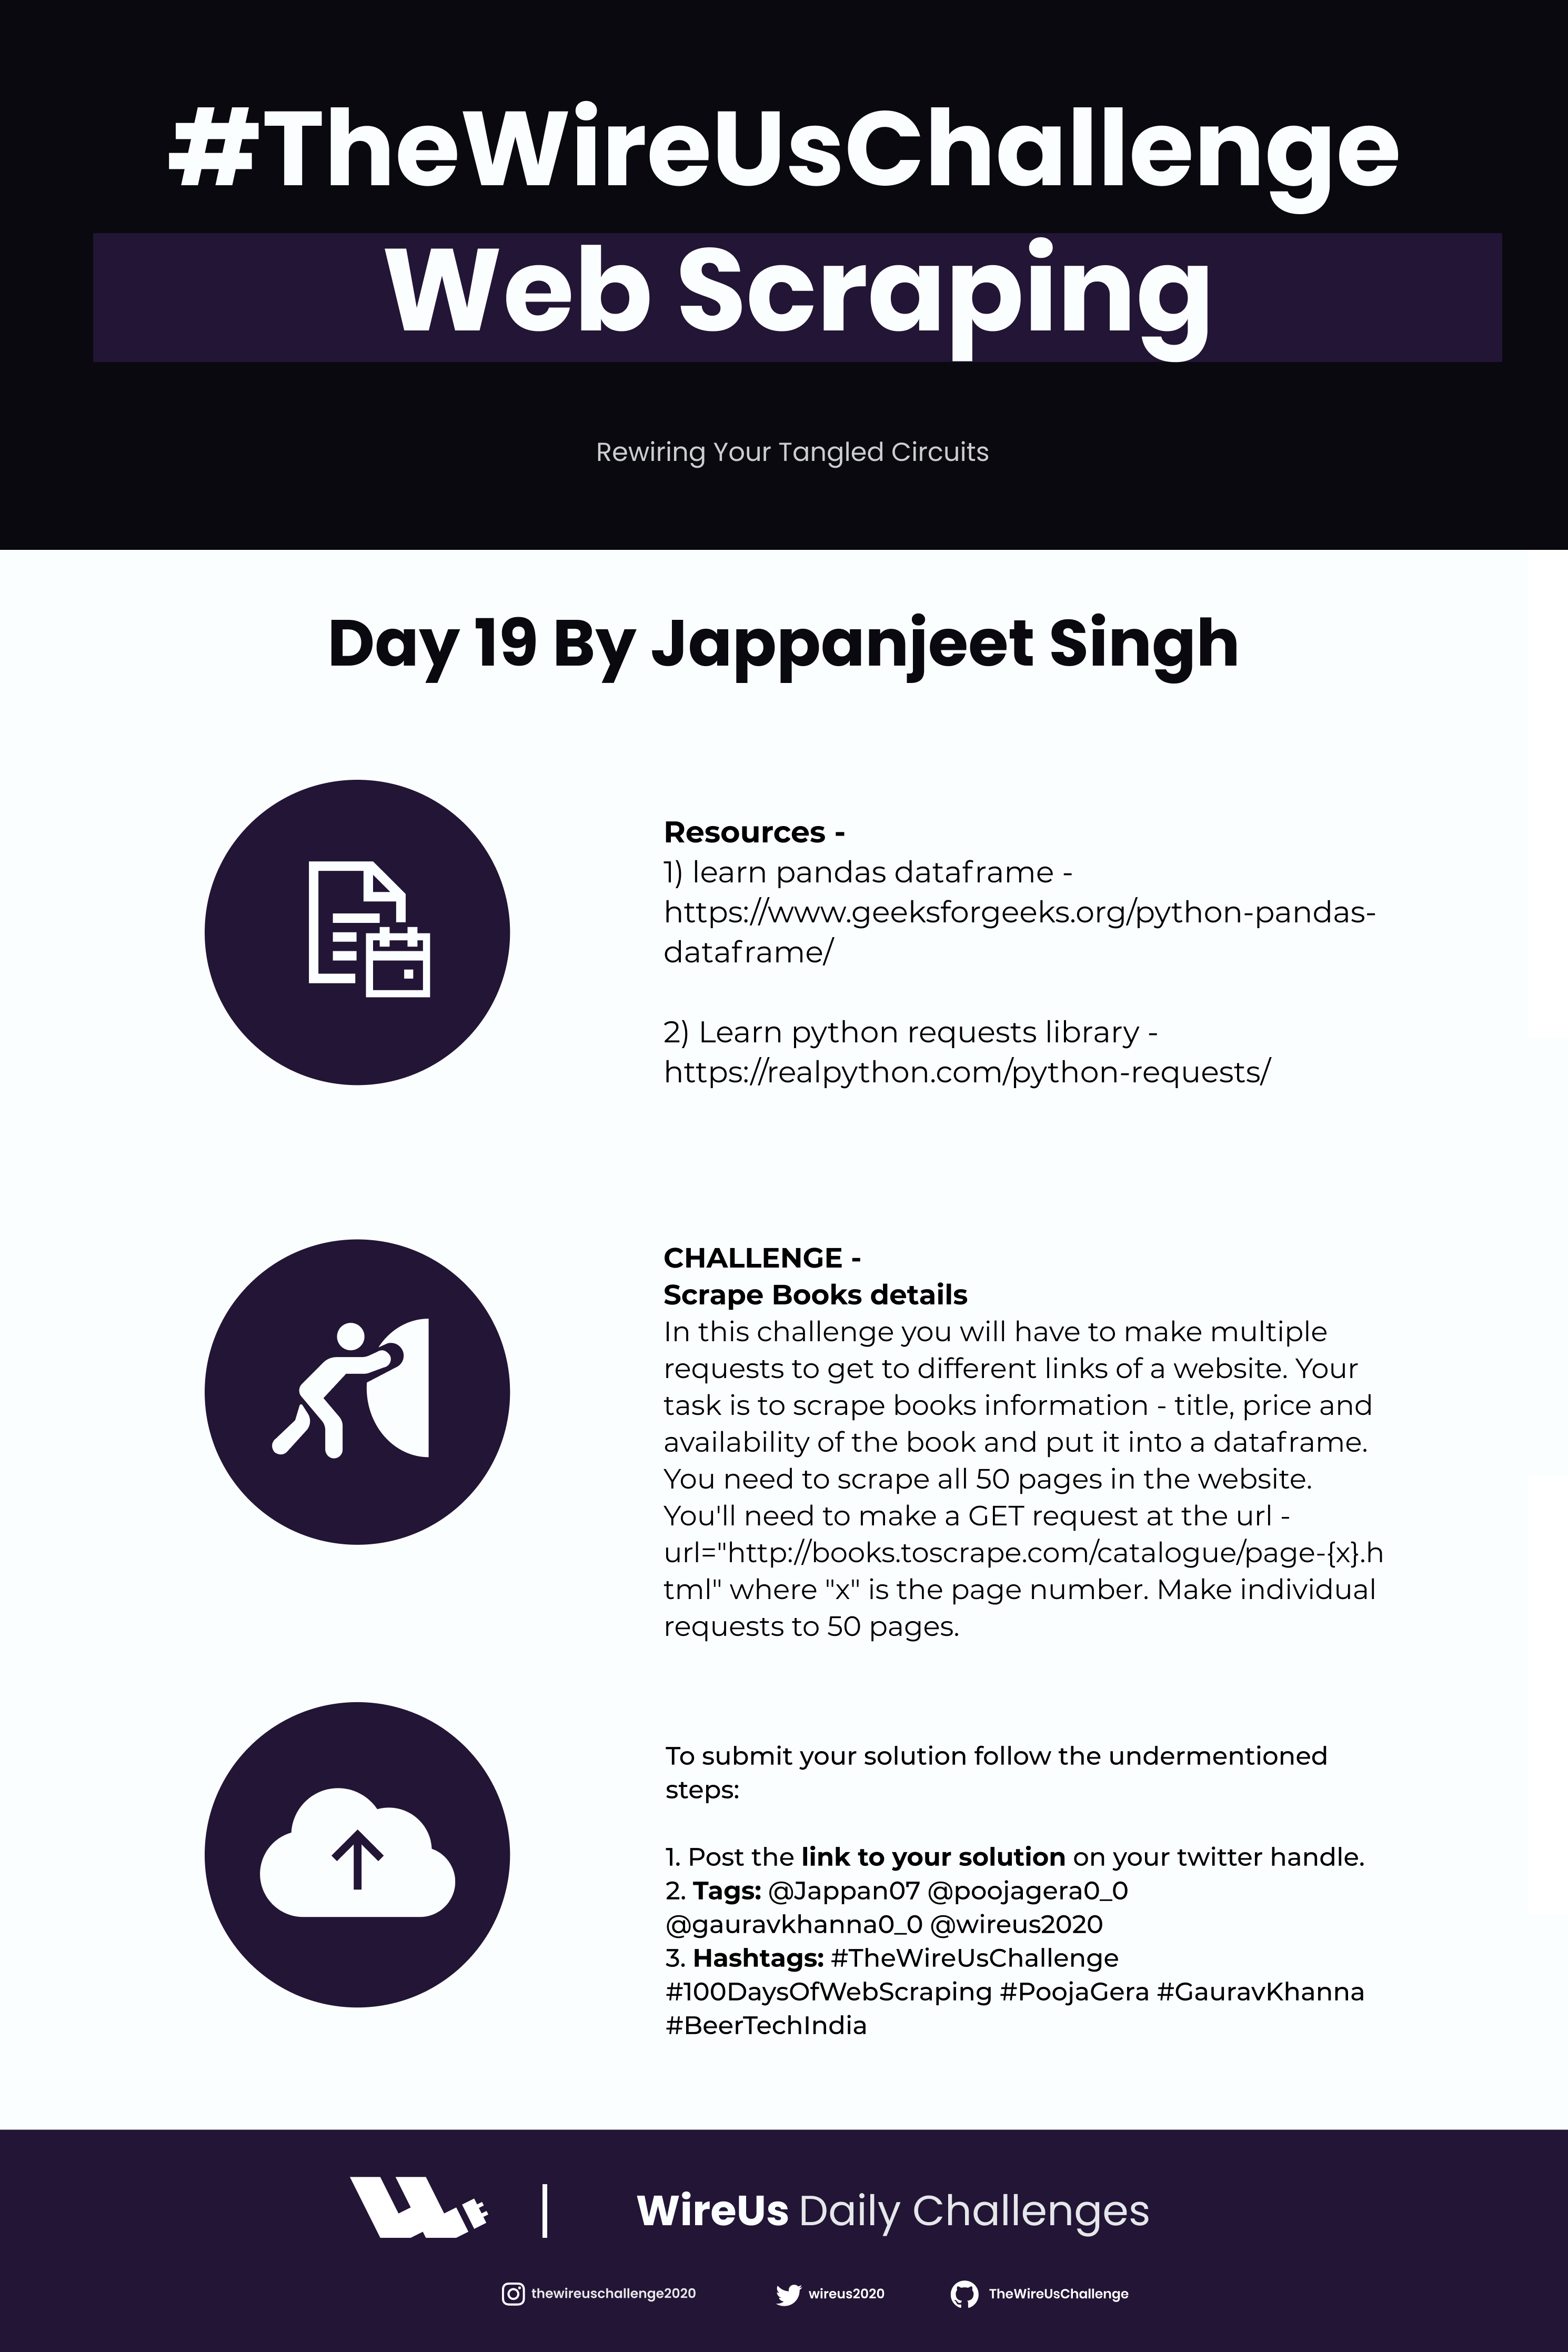 #TheWireUsChallenge
Web Scraping
Rewiring Your Tangled Circuits
Day 19 By Jappanjeet Singh
Resources -
1) learn pandas dataframe -
https://www.geeksforgeeks.org/python-pandas-
dataframe/
2) Learn python requests library -
https://realpython.com/python-requests/
CHALLENGE -
Scrape Books details
In this challenge you will have to make multiple
requests to get to different links of a website. Your
task is to scrape books information - title, price and
availability of the book and put it into a dataframe.
You need to scrape all 50 pages in the website.
You'll need to make a GET request at the url -
url="http://books.toscrape.com/catalogue/page-{x}.h
tml" where "x" is the page number. Make individual
requests to 50 pages.
To submit your solution follow the undermentioned
steps:
1. Post the link to your solution on your twitter handle.
2. Tags: @Jappan07 @poojagera0_0
@gauravkhanna0_0 @wireus2020
3. Hashtags: #TheWireUsChallenge
#100DaysOfWebScraping #PoojaGera #GauravKhanna
#BeerTechIndia
WireUs Daily Challenges
thewireuschallenge2020 wireus2020 TheWireUsChallenge